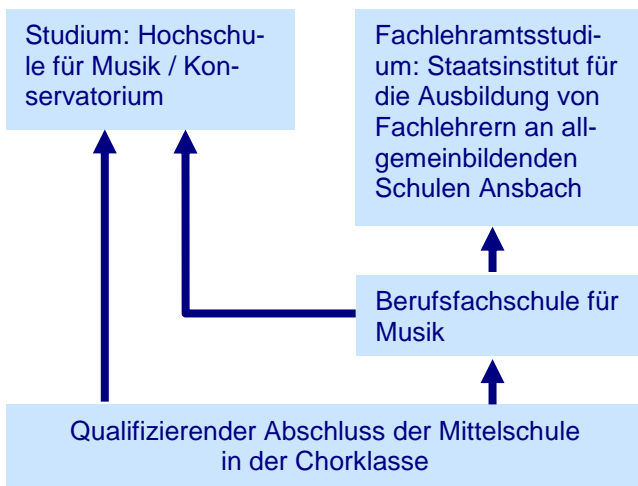 Studium: Hochschu-
le für Musik / Kon-
servatorium
Fachlehramtsstudi-
um: Staatsinstitut für
die Ausbildung von
Fachlehrern an all-
gemeinbildenden
Schulen Ansbach
Berufsfachschule für
Musik
Qualifizierender Abschluss der Mittelschule
in der Chorklasse